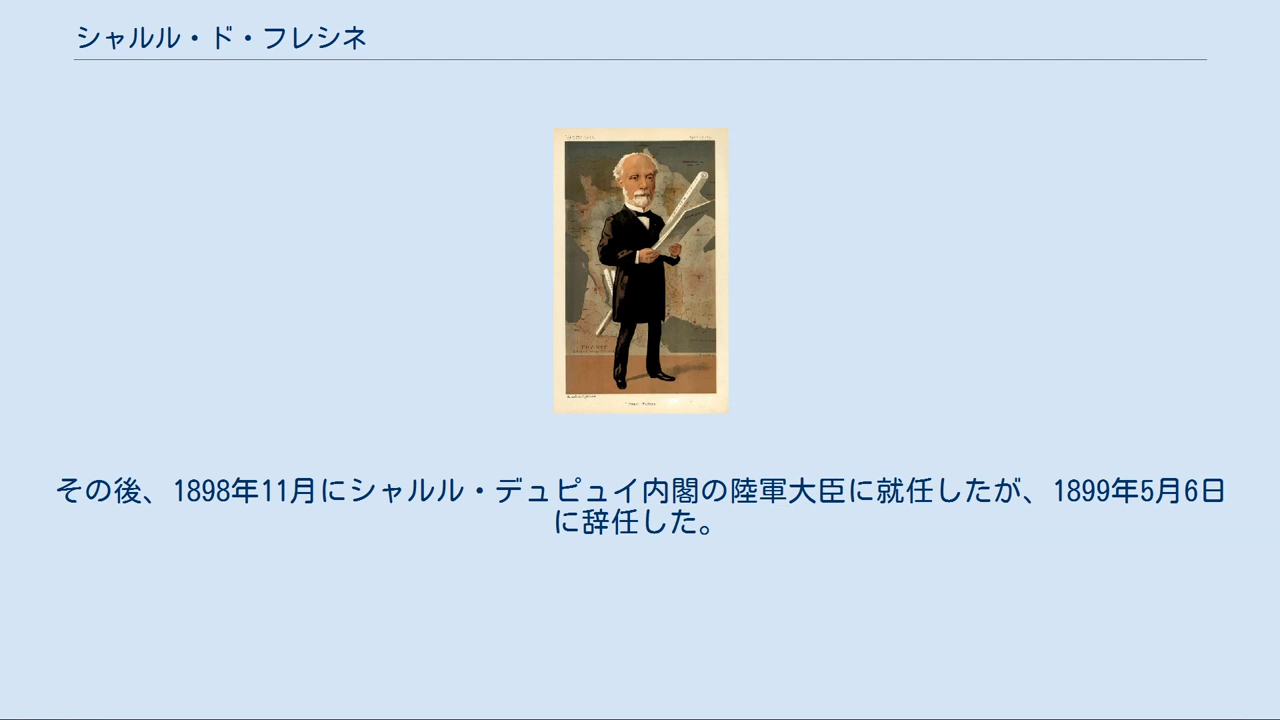 シャルル・ド・フレシネ
その後、1898年11月にシャルル・デュピュイ内閣の陸軍大臣に就任したが、1899年5月6日
に辞任した。